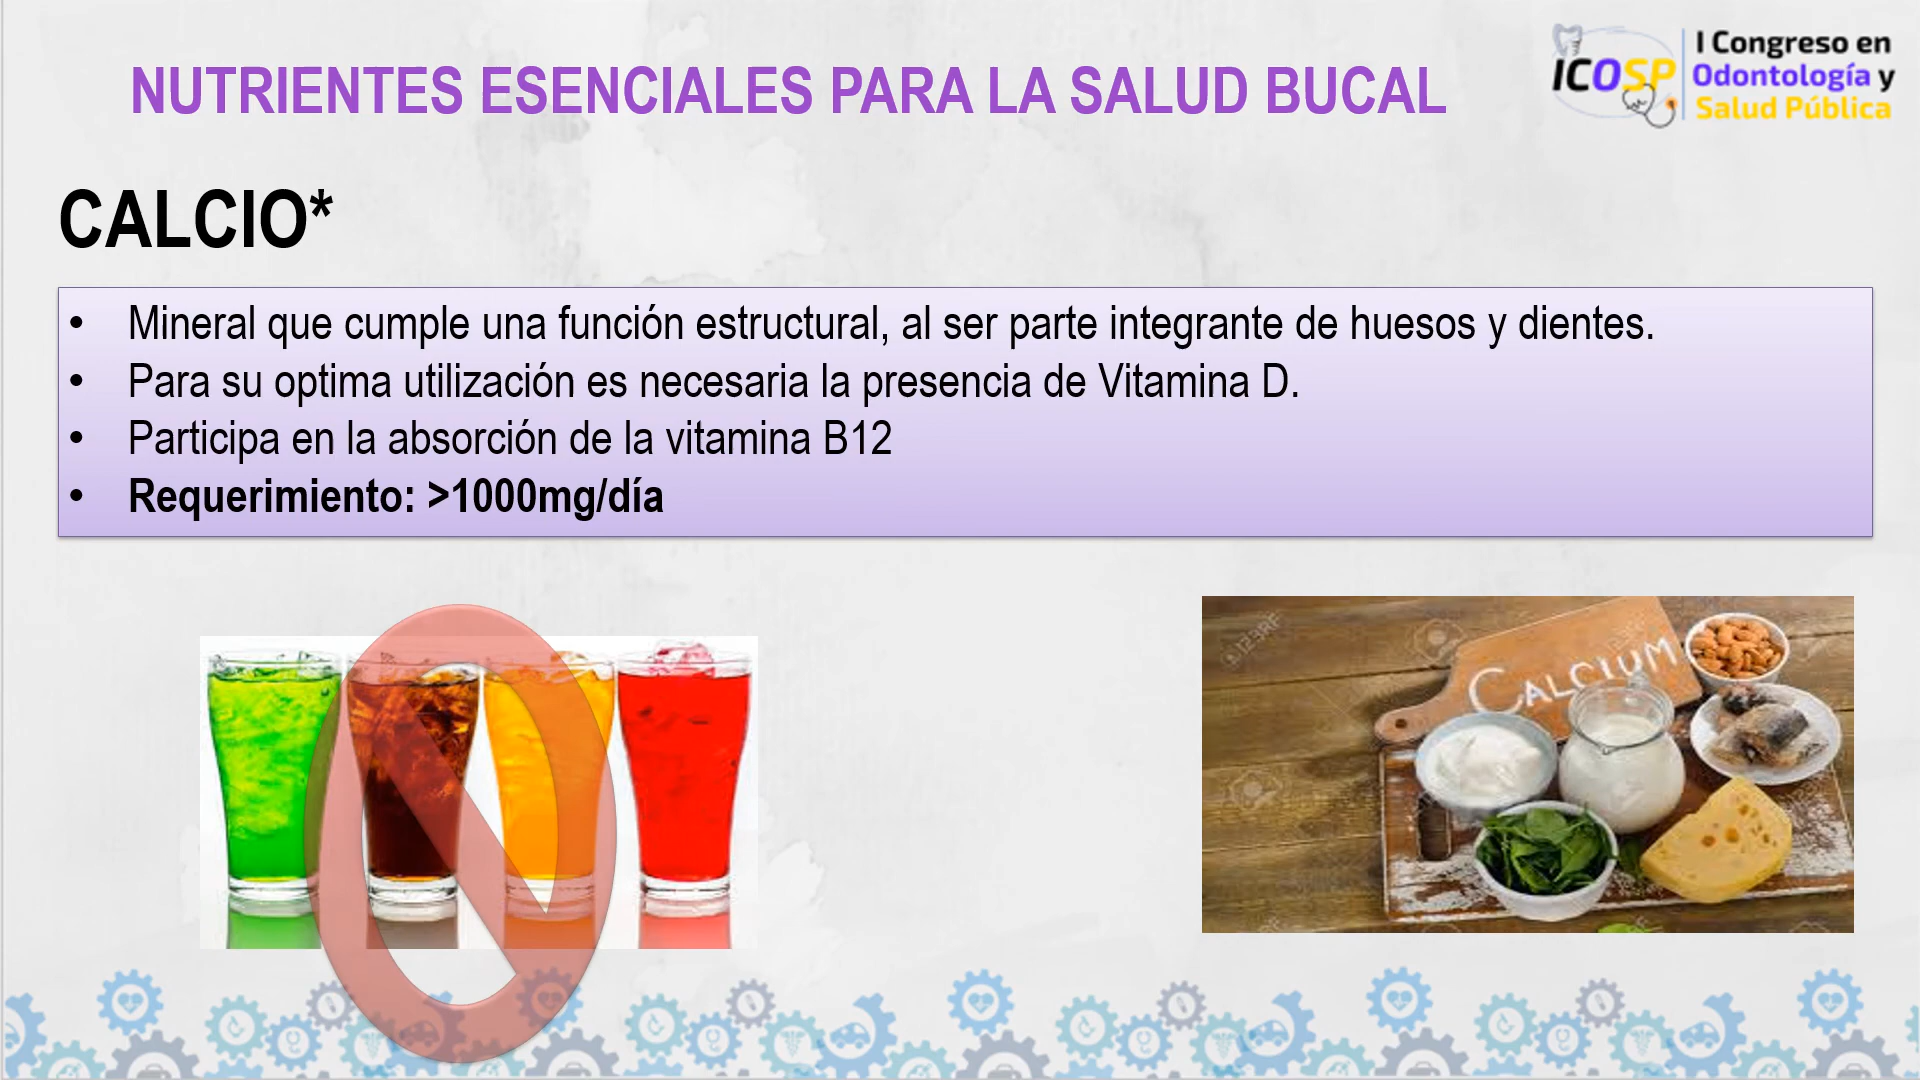 NUTRIENTES ESENCIALES PARA LA SALUD BUCAL
ICOSP
I Congreso en
Odontología y
Salud Pública
CALCIO*
• Mineral que cumple una función estructural, al ser parte integrante de huesos y dientes.
• Para su optima utilización es necesaria la presencia de Vitamina D.
• Participa en la absorción de la vitamina B12
• Requerimiento: >1000mg/día
CALCIUM
123RF